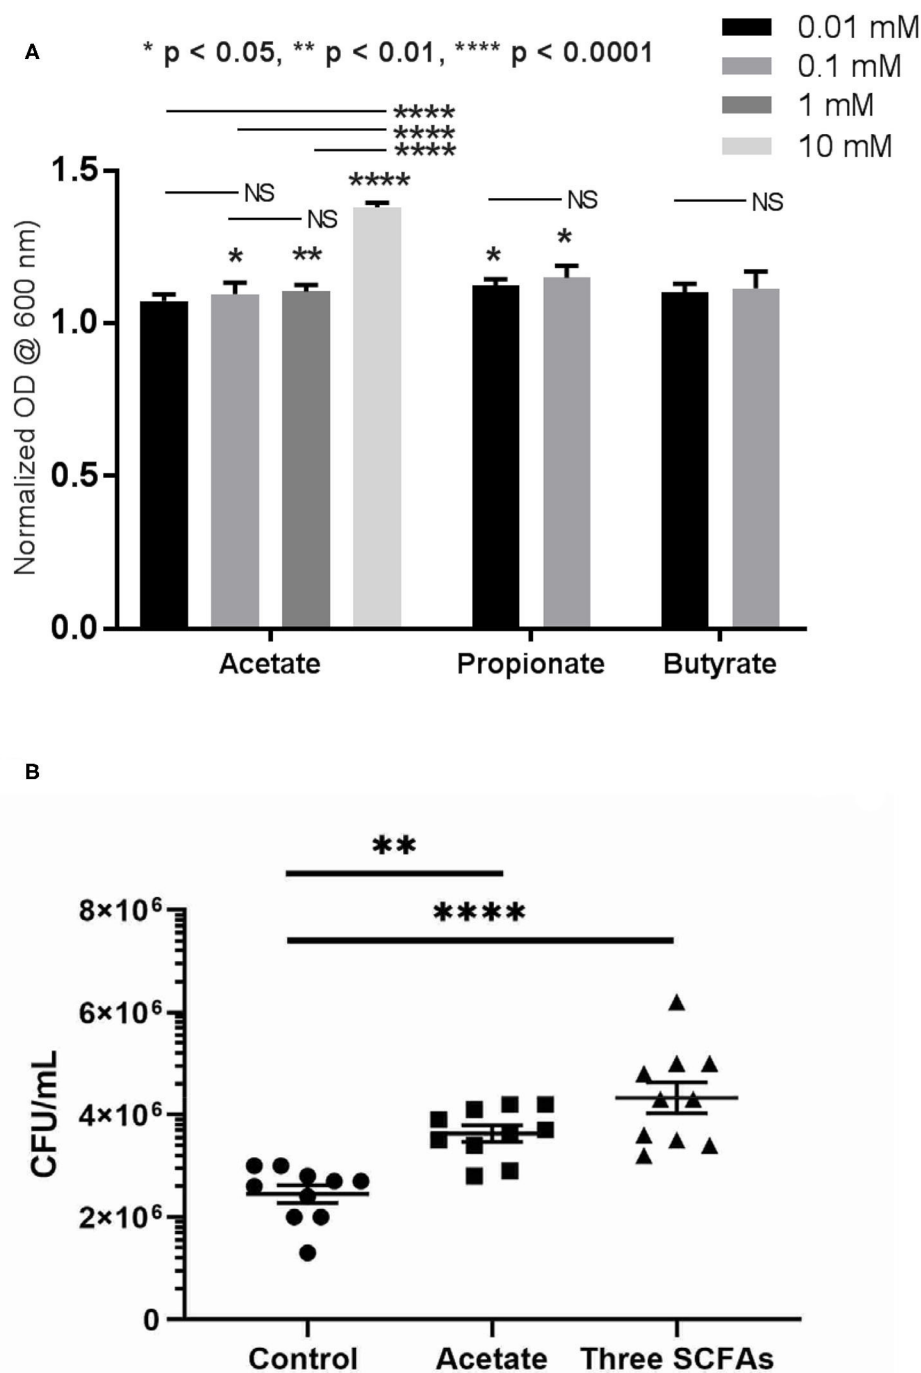 A
* p < 0.05, ** p < 0.01, **** p < 0.0001
0.01 mM
0.1 mM
1 mM
10 mM
****
****
****
****
NS
NS
NS
NS
*
**
*
*
1.5
1.0
0.5
0.0
Normalized OD @ 600 nm)
Acetate Propionate Butyrate
B
**
****
8×10⁶
6×10⁶
4×10⁶
2×10⁶
0
CFU/mL
Control Acetate Three SCFAs